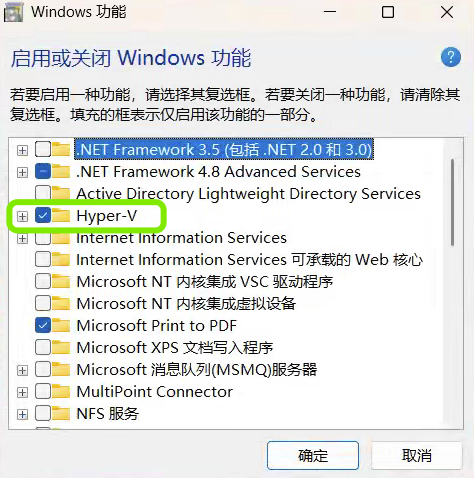 Windows 功能
启用或关闭 Windows 功能
若要启用一种功能，请选择其复选框。若要关闭一种功能，请清除其
复选框。填充的框表示仅启用该功能的一部分。
.NET Framework 3.5 (包括 .NET 2.0 和 3.0)
.NET Framework 4.8 Advanced Services
Active Directory Lightweight Directory Services
Hyper-V
Internet Information Services
Internet Information Services 可承载的 Web 核心
Microsoft NT 内核集成 VSC 驱动程序
Microsoft NT 内核集成虚拟设备
Microsoft Print to PDF
Microsoft XPS 文档写入程序
Microsoft 消息队列(MSMQ)服务器
MultiPoint Connector
NFS 服务
确定
取消